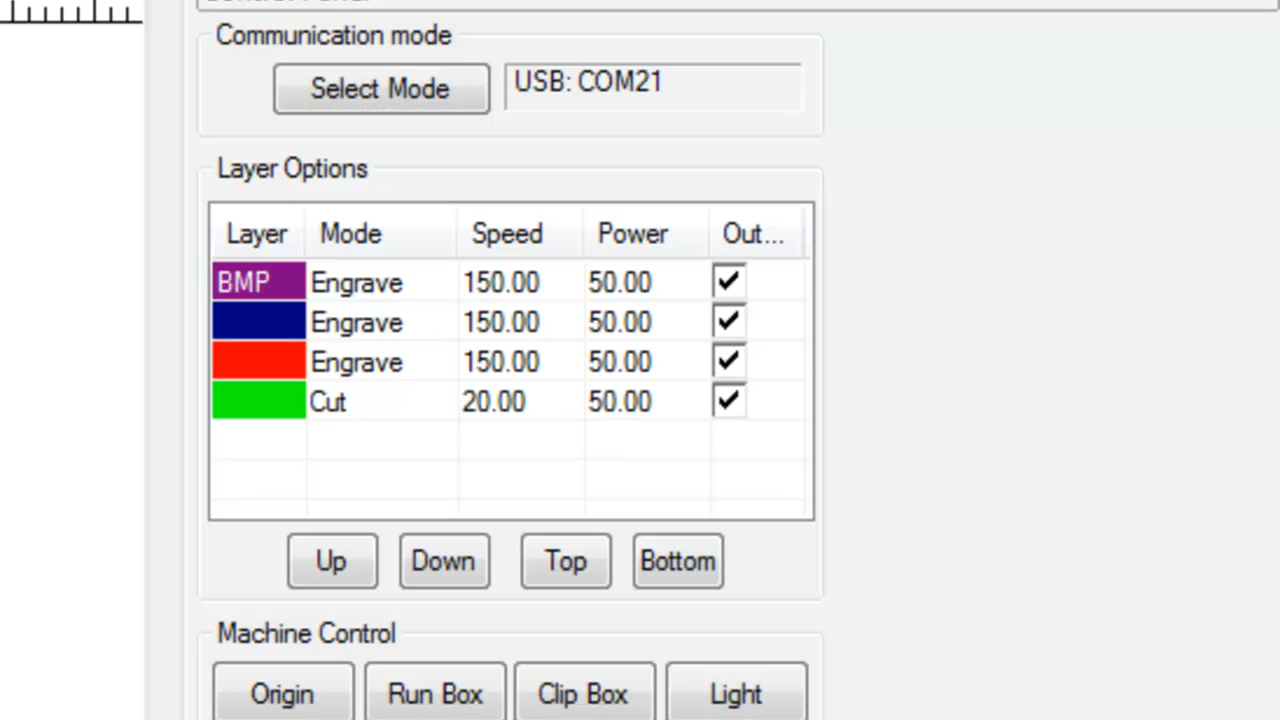 Communication mode
Select Mode USB: COM21
Layer Options
Layer Mode Speed Power Out...
BMP Engrave 150.00 50.00
Engrave 150.00 50.00
Engrave 150.00 50.00
Cut 20.00 50.00
Up Down Top Bottom
Machine Control
Origin Run Box Clip Box Light